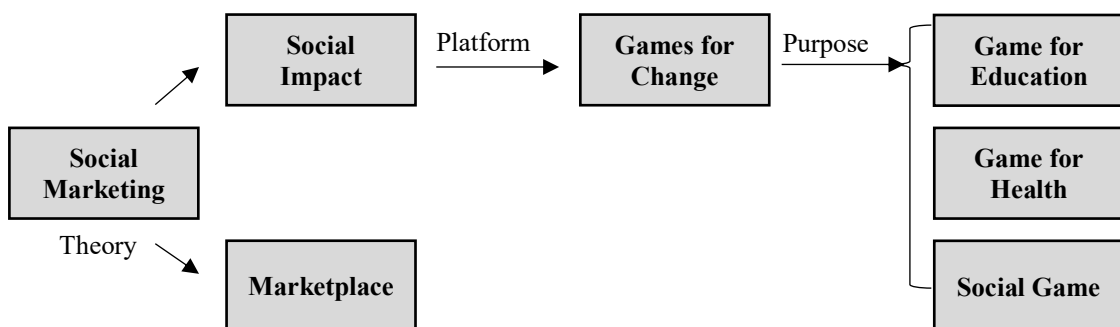 Social
Marketing
Theory
Social
Impact
Platform
Games for
Change
Purpose
Game for
Education
Game for
Health
Social Game
Marketplace